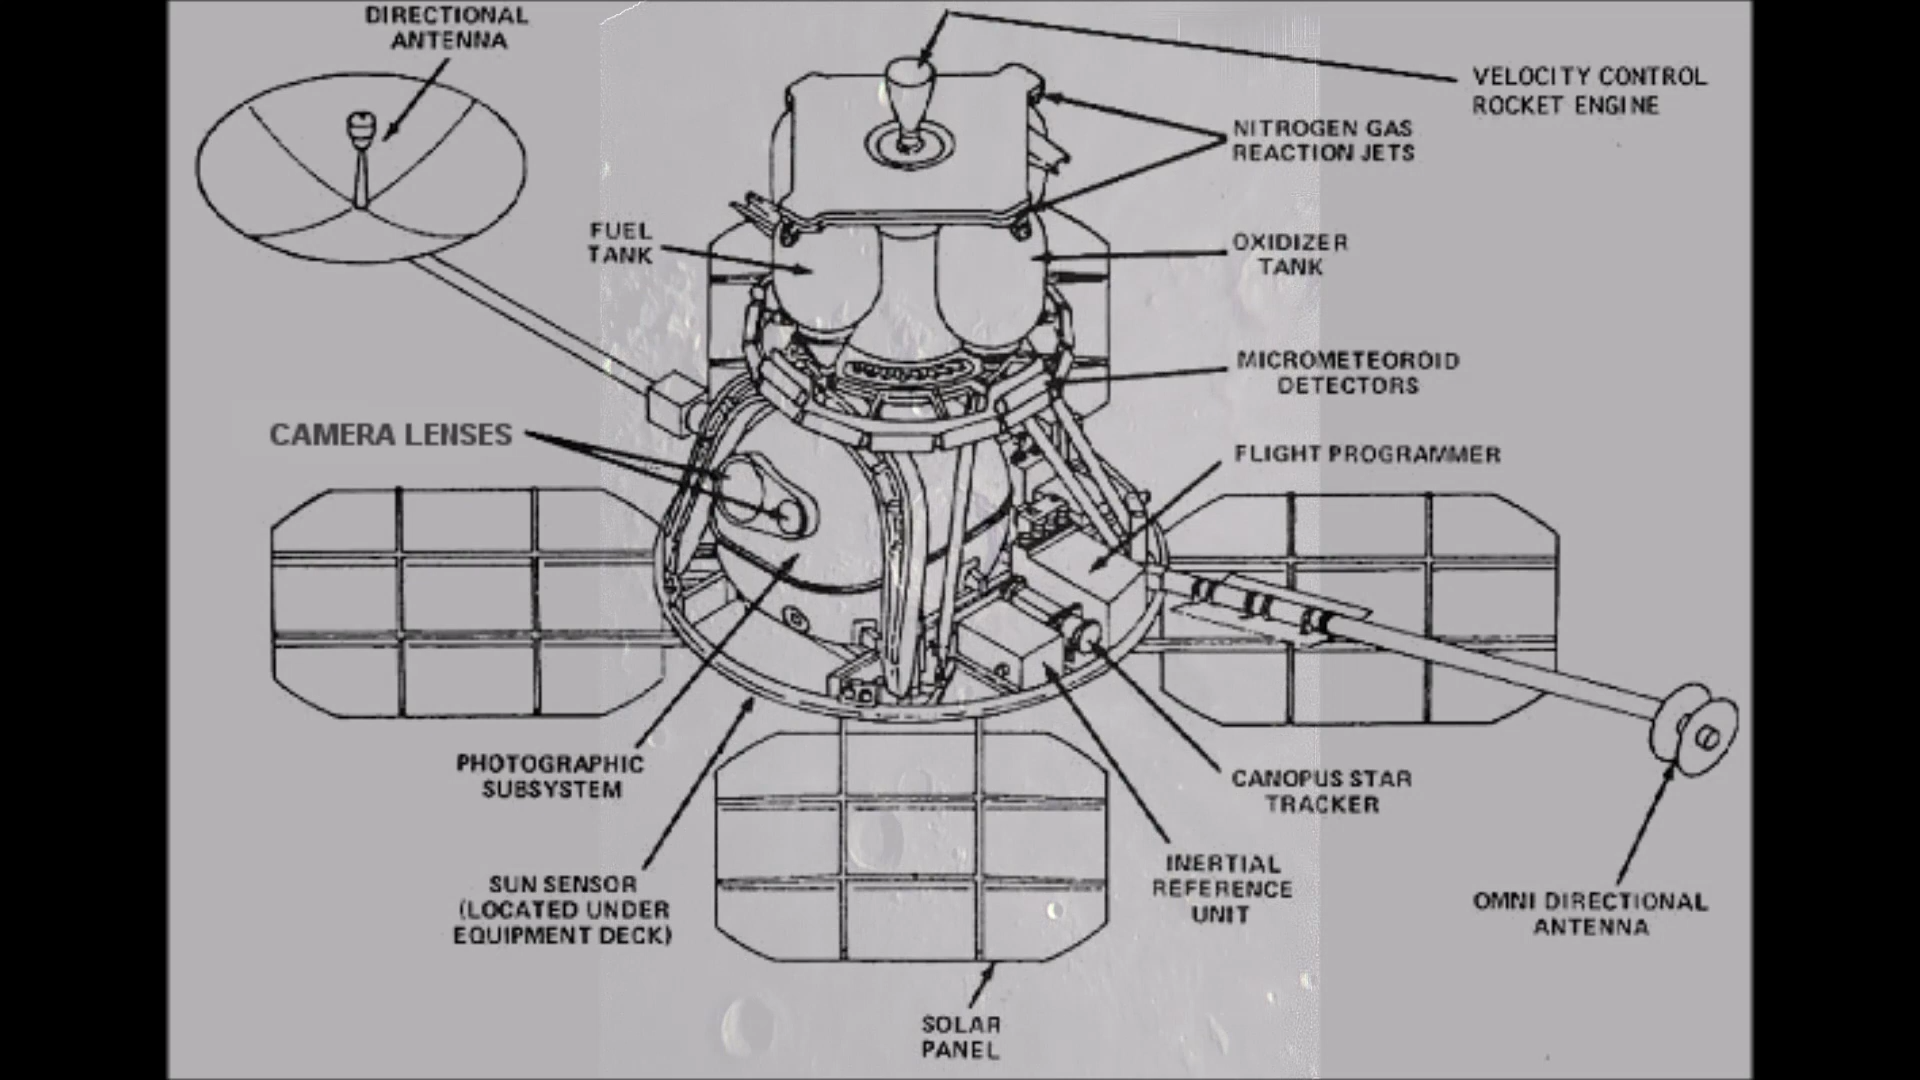 DIRECTIONAL
ANTENNA
VELOCITY CONTROL
ROCKET ENGINE
NITROGEN GAS
REACTION JETS
FUEL
TANK
OXIDIZER
TANK
MICROMETEOROID
DETECTORS
CAMERA LENSES
FLIGHT PROGRAMMER
PHOTOGRAPHIC
SUBSYSTEM
CANOPUS STAR
TRACKER
INERTIAL
REFERENCE
UNIT
SUN SENSOR
(LOCATED UNDER
EQUIPMENT DECK)
OMNI DIRECTIONAL
ANTENNA
SOLAR
PANEL